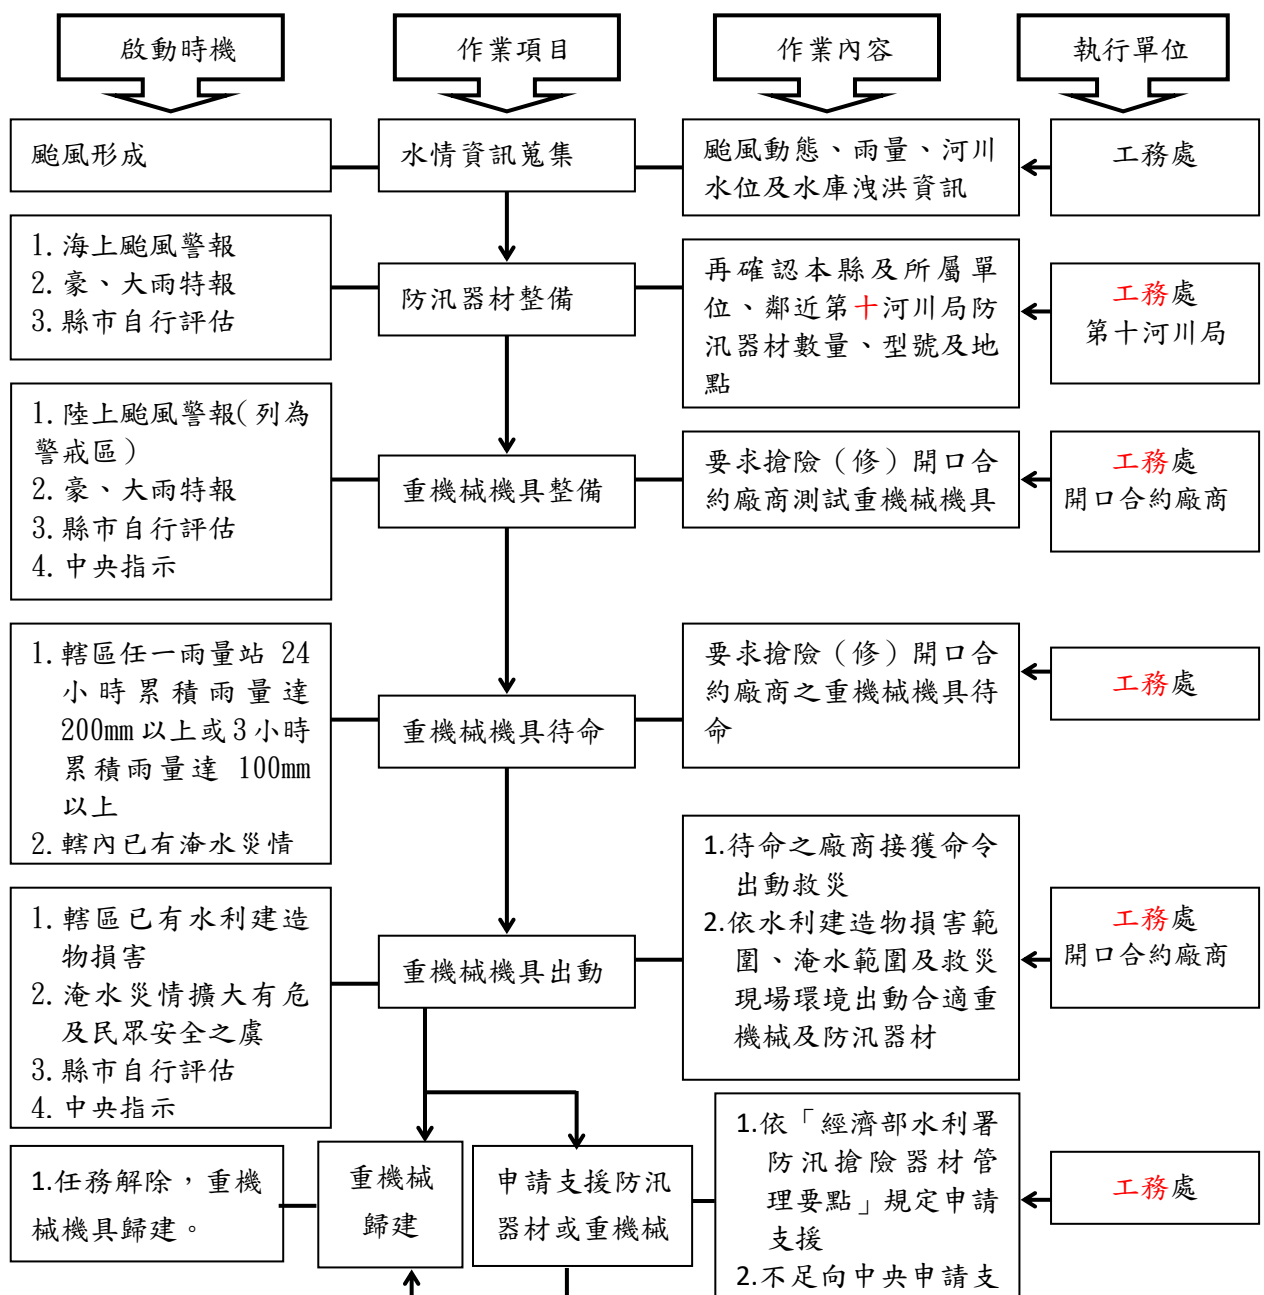 啟動時機
作業項目
作業內容
執行單位
颱風形成
水情資訊蒐集
颱風動態、雨量、河川
水位及水庫洩洪資訊
工務處
1. 海上颱風警報
2. 豪、大雨特報
3. 縣市自行評估
防汛器材整備
再確認本縣及所屬單
位、鄰近第十河川局防
汛器材數量、型號及地
點
工務處
第十河川局
1. 陸上颱風警報(列為
警戒區)
2. 豪、大雨特報
3. 縣市自行評估
4. 中央指示
重機械機具整備
要求搶險（修）開口合
約廠商測試重機械機具
工務處
開口合約廠商
1. 轄區任一雨量站 24
小時累積雨量達
200mm 以上或 3 小時
累積雨量達 100mm
以上
2. 轄內已有淹水災情
重機械機具待命
要求搶險（修）開口合
約廠商之重機械機具待
命
工務處
1. 轄區已有水利建造
物損害
2. 淹水災情擴大有危
及民眾安全之虞
3. 縣市自行評估
4. 中央指示
重機械機具出動
1.待命之廠商接獲命令
出動救災
2.依水利建造物損害範
圍、淹水範圍及救災
現場環境出動合適重
機械及防汛器材
工務處
開口合約廠商
1.任務解除，重機
械機具歸建。
重機械
歸建
申請支援防汛
器材或重機械
1.依「經濟部水利署
防汛搶險器材管
理要點」規定申請
支援
2.不足向中央申請支
工務處